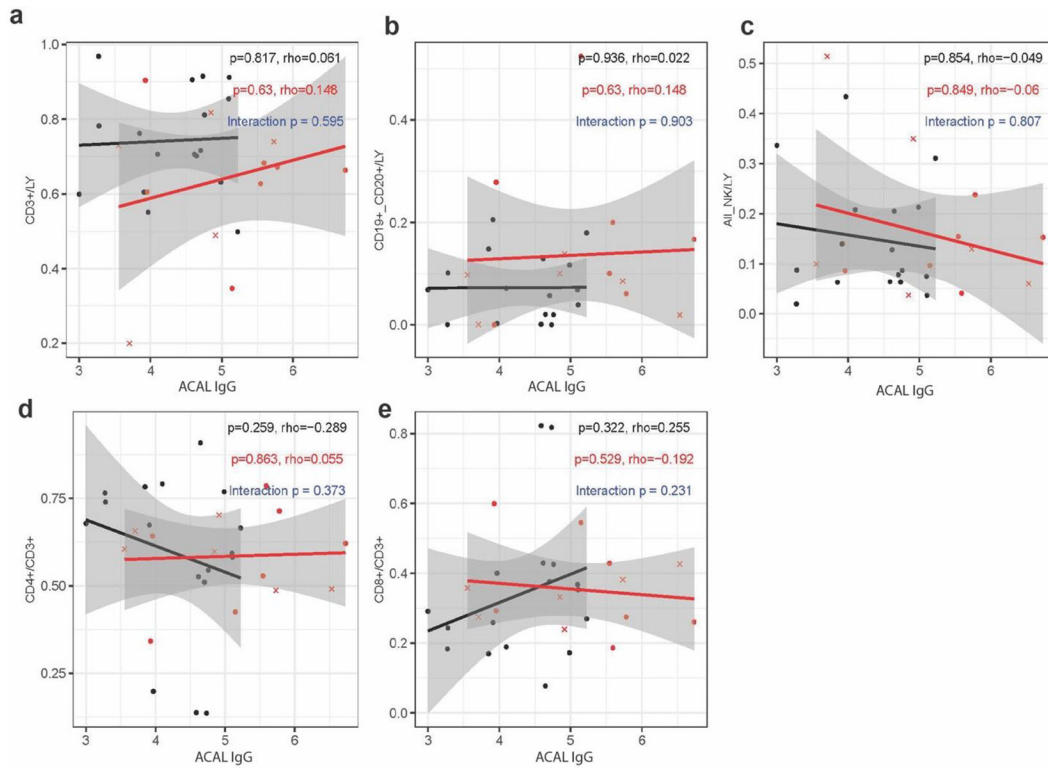 a
p=0.817, rho=0.061
p=0.63, rho=0.148
Interaction p = 0.595
1.0
0.8
0.6
0.4
0.2
CD3+/LY
3
4
5
6
ACAL IgG
b
p=0.936, rho=0.022
p=0.63, rho=0.148
Interaction p = 0.903
0.4
0.2
0.0
CD19+_CD20+/LY
3
4
5
6
ACAL IgG
c
p=0.854, rho=-0.049
p=0.849, rho=-0.06
Interaction p = 0.807
0.5
0.4
0.3
0.2
0.1
0.0
All_NK/LY
3
4
5
6
ACAL IgG
d
p=0.259, rho=-0.289
p=0.863, rho=0.055
Interaction p = 0.373
0.75
0.50
0.25
CD4+/CD3+
3
4
5
6
ACAL IgG
e
p=0.322, rho=0.255
p=0.529, rho=-0.192
Interaction p = 0.231
0.8
0.6
0.4
0.2
0.0
CD8+/CD3+
3
4
5
6
ACAL IgG